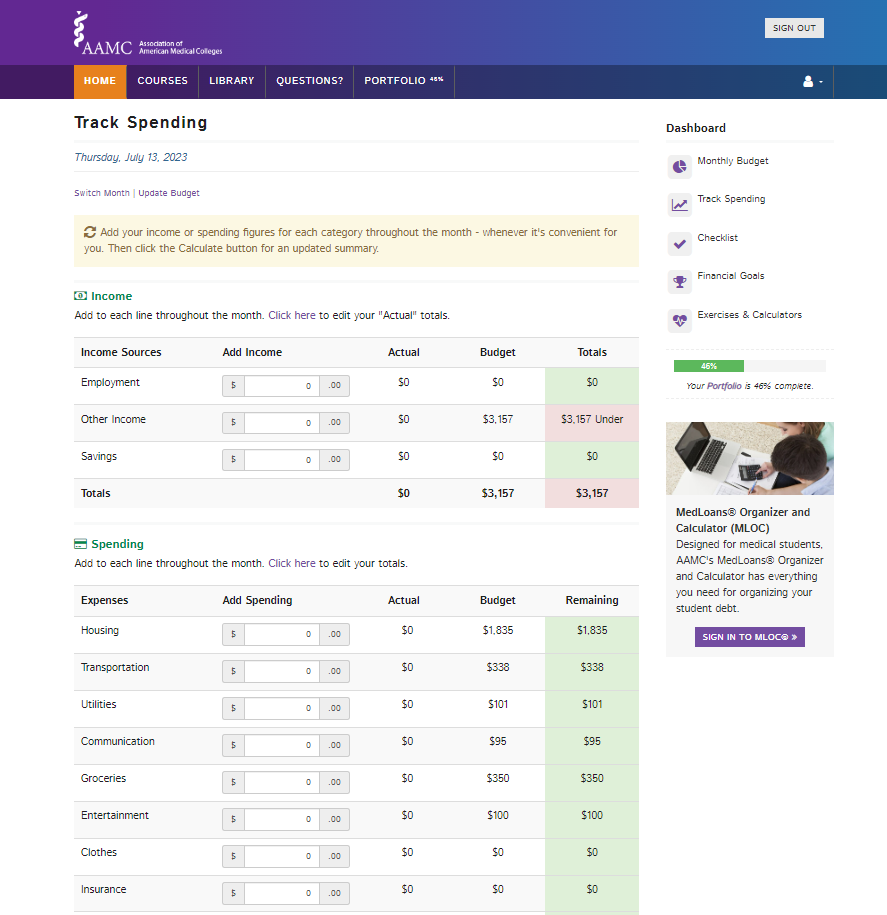 AAMC Association of
American Medical Colleges
SIGN OUT
HOME COURSES LIBRARY QUESTIONS? PORTFOLIO 46%
Track Spending
Thursday, July 13, 2023
Switch Month | Update Budget
Add your income or spending figures for each category throughout the month - whenever it's convenient for
you. Then click the Calculate button for an updated summary.
Income
Add to each line throughout the month. Click here to edit your "Actual" totals.
Income Sources Add Income Actual Budget Totals
Employment $ 0 .00 $0 $0 $0
Other Income $ 0 .00 $0 $3,157 $3,157 Under
Savings $ 0 .00 $0 $0 $0
Totals $0 $3,157 $3,157
Spending
Add to each line throughout the month. Click here to edit your totals.
Expenses Add Spending Actual Budget Remaining
Housing $ 0 .00 $0 $1,835 $1,835
Transportation $ 0 .00 $0 $338 $338
Utilities $ 0 .00 $0 $101 $101
Communication $ 0 .00 $0 $95 $95
Groceries $ 0 .00 $0 $350 $350
Entertainment $ 0 .00 $0 $100 $100
Clothes $ 0 .00 $0 $0 $0
Insurance $ 0 .00 $0 $0 $0
Dashboard
Monthly Budget
Track Spending
Checklist
Financial Goals
Exercises & Calculators
46%
Your Portfolio is 46% complete.
MedLoans® Organizer and
Calculator (MLOC)
Designed for medical students,
AAMC's MedLoans® Organizer
and Calculator has everything
you need for organizing your
student debt.
SIGN IN TO MLOC® »